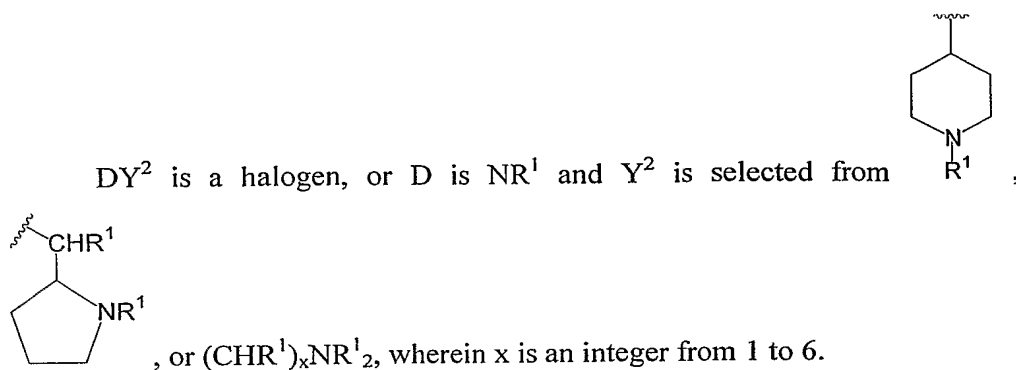 DY² is a halogen, or D is NR¹ and Y² is selected from
N
R¹
,
CHR¹
NR¹
, or (CHR¹)ₓNR¹₂, wherein x is an integer from 1 to 6.